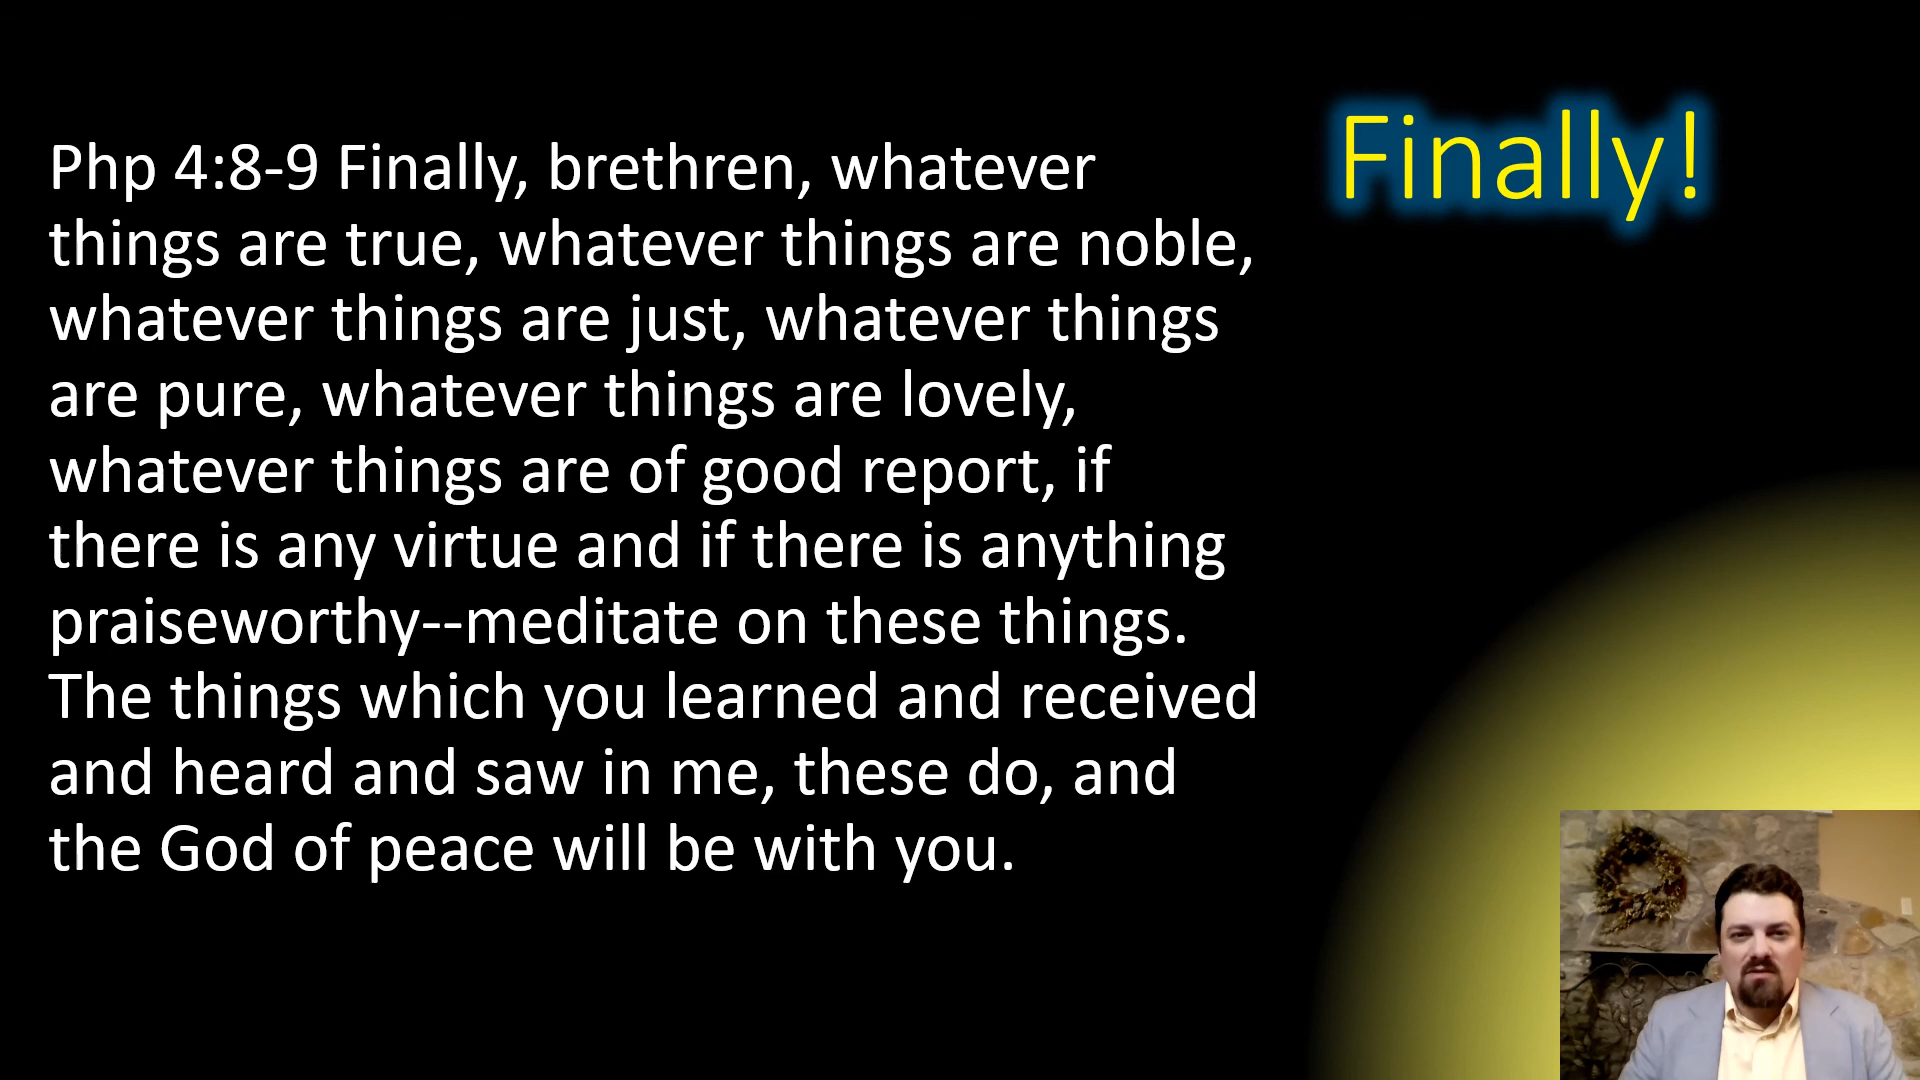 Finally!
Php 4:8-9 Finally, brethren, whatever
things are true, whatever things are noble,
whatever things are just, whatever things
are pure, whatever things are lovely,
whatever things are of good report, if
there is any virtue and if there is anything
praiseworthy--meditate on these things.
The things which you learned and received
and heard and saw in me, these do, and
the God of peace will be with you.